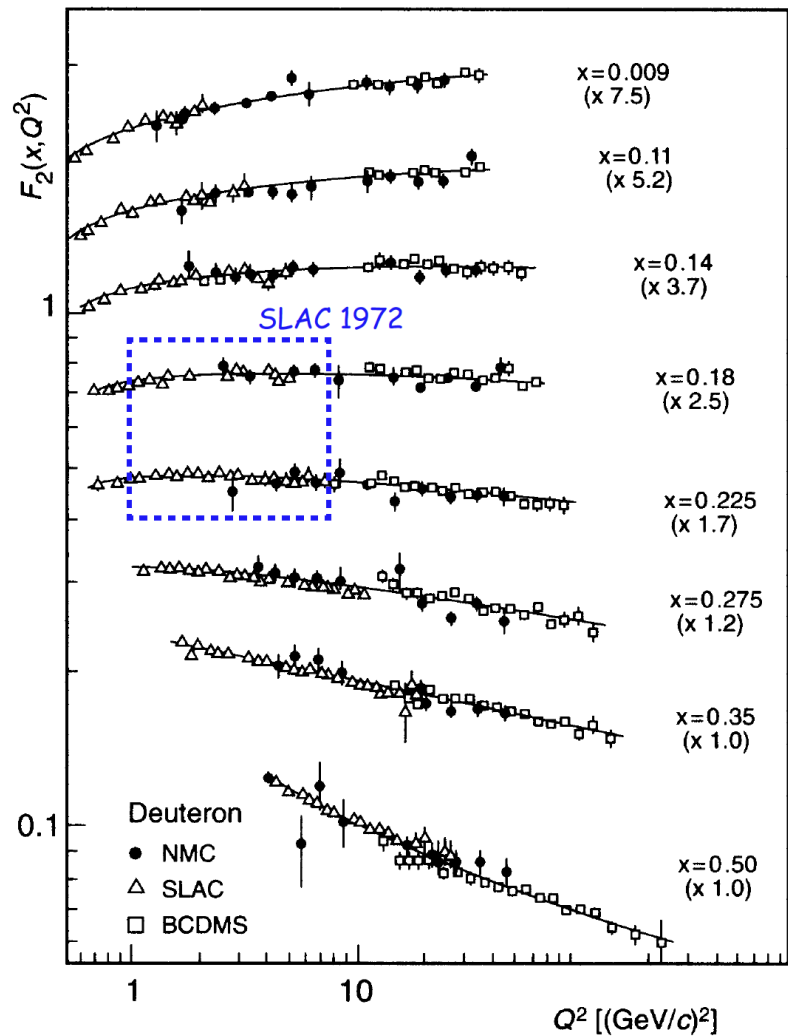 F₂(x,Q²)
x=0.009
(x 7.5)
x=0.11
(x 5.2)
x=0.14
(x 3.7)
1
SLAC 1972
x=0.18
(x 2.5)
x=0.225
(x 1.7)
x=0.275
(x 1.2)
x=0.35
(x 1.0)
0.1
Deuteron
NMC
SLAC
BCDMS
x=0.50
(x 1.0)
1
10
Q² [(GeV/c)²]